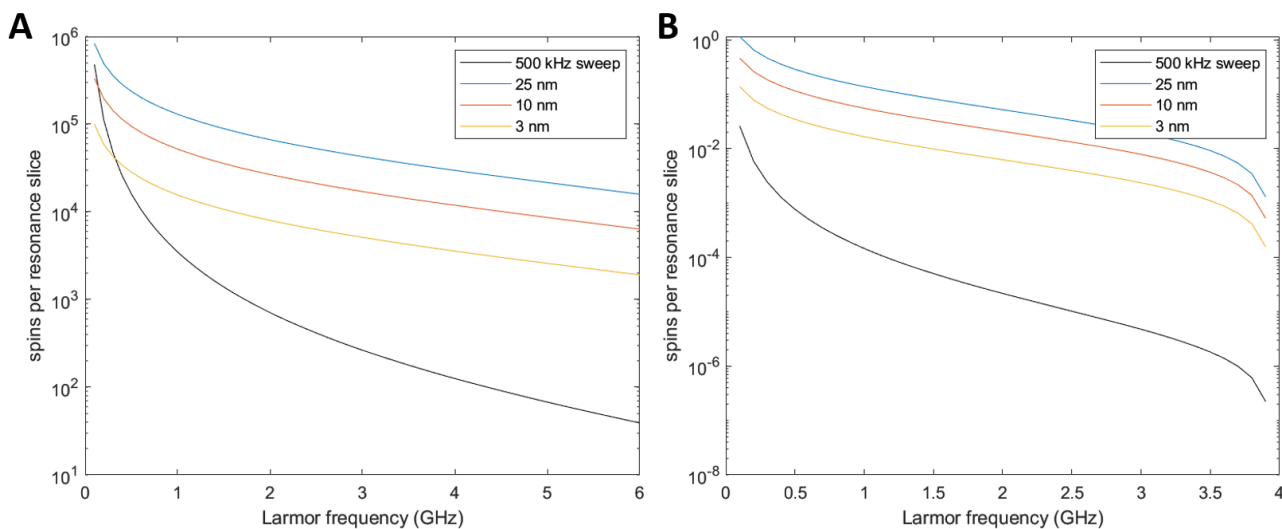 A
spins per resonance slice
10^6
10^5
10^4
10^3
10^2
10^1
500 kHz sweep
25 nm
10 nm
3 nm
0 1 2 3 4 5 6
Larmor frequency (GHz)
B
spins per resonance slice
10^0
10^-2
10^-4
10^-6
10^-8
500 kHz sweep
25 nm
10 nm
3 nm
0 0.5 1 1.5 2 2.5 3 3.5 4
Larmor frequency (GHz)